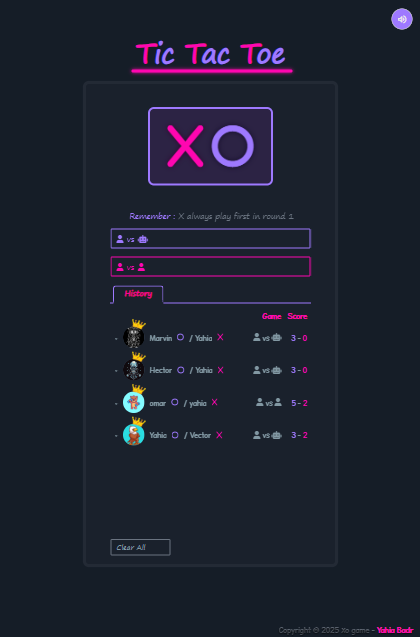 Tic Tac Toe
XO
Remember : X always play first in round 1
vs
vs
History
Game Score
- Marvin O / Yahia X vs 3 - 0
- Hector O / Yahia X vs 3 - 0
- omar O / yahia X vs 5 - 2
- Yahia O / Vector X vs 3 - 2
Clear All
Copyright © 2025 Xo game - Yahia Badr